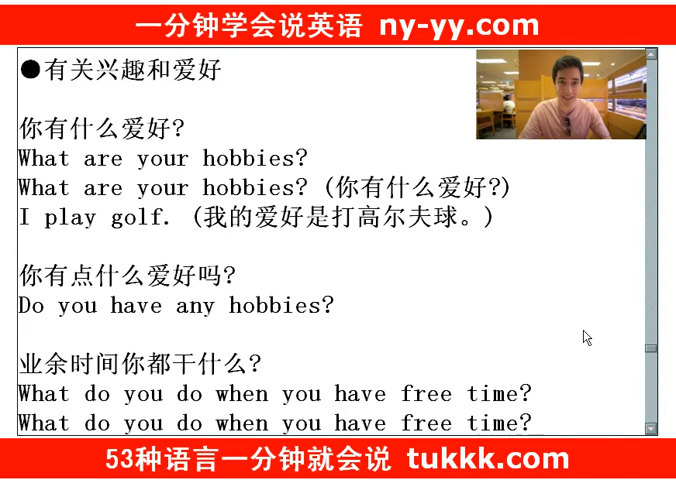 一分钟学会说英语 ny-yy.com
●有关兴趣和爱好
你有什么爱好?
What are your hobbies?
What are your hobbies? (你有什么爱好?)
I play golf. (我的爱好是打高尔夫球。)
你有点什么爱好吗?
Do you have any hobbies?
业余时间你都干什么?
What do you do when you have free time?
What do you do when you have free time?
53种语言一分钟就会说 tukkk.com